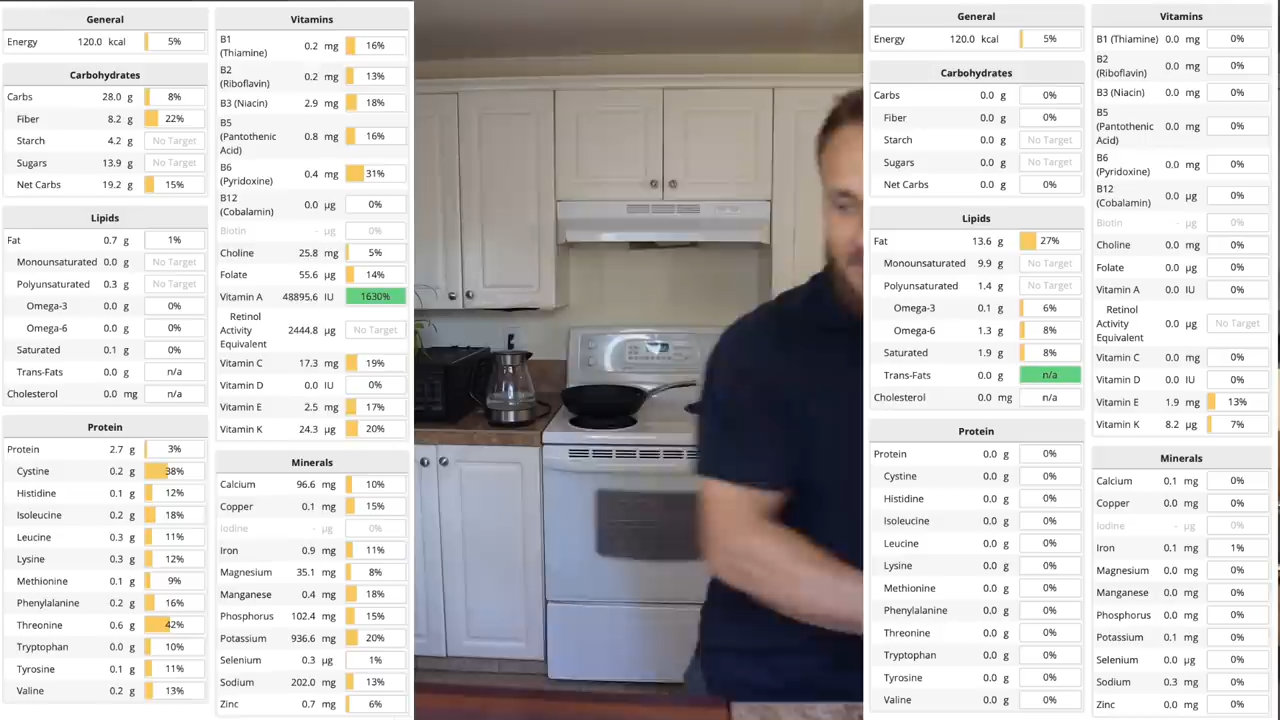 General
Energy 120.0 kcal 5%
Carbohydrates
Carbs 28.0 g 8%
Fiber 8.2 g 22%
Starch 4.2 g No Target
Sugars 13.9 g No Target
Net Carbs 19.2 g 15%
Lipids
Fat 0.7 g 1%
Monounsaturated 0.0 g No Target
Polyunsaturated 0.3 g No Target
Omega-3 0.0 g 0%
Omega-6 0.0 g 0%
Saturated 0.1 g 0%
Trans-Fats 0.0 g n/a
Cholesterol 0.0 mg n/a
Protein
Protein 2.7 g 3%
Cystine 0.2 g 38%
Histidine 0.1 g 12%
Isoleucine 0.2 g 18%
Leucine 0.3 g 11%
Lysine 0.3 g 12%
Methionine 0.1 g 9%
Phenylalanine 0.2 g 16%
Threonine 0.6 g 42%
Tryptophan 0.0 g 10%
Tyrosine 0.1 g 11%
Valine 0.2 g 13%
Vitamins
B1
(Thiamine) 0.2 mg 16%
B2
(Riboflavin) 0.2 mg 13%
B3 (Niacin) 2.9 mg 18%
B5
(Pantothenic 0.8 mg 16%
Acid)
B6
(Pyridoxine) 0.4 mg 31%
B12
(Cobalamin) 0.0 µg 0%
Biotin - µg 0%
Choline 25.8 mg 5%
Folate 55.6 µg 14%
Vitamin A 48895.6 IU 1630%
Retinol
Activity 2444.8 µg No Target
Equivalent
Vitamin C 17.3 mg 19%
Vitamin D 0.0 IU 0%
Vitamin E 2.5 mg 17%
Vitamin K 24.3 µg 20%
Minerals
Calcium 96.6 mg 10%
Copper 0.1 mg 15%
Iodine - µg 0%
Iron 0.9 mg 11%
Magnesium 35.1 mg 8%
Manganese 0.4 mg 18%
Phosphorus 102.4 mg 15%
Potassium 936.6 mg 20%
Selenium 0.3 µg 1%
Sodium 202.0 mg 13%
Zinc 0.7 mg 6%
General
Energy 120.0 kcal 5%
Carbohydrates
Carbs 0.0 g 0%
Fiber 0.0 g 0%
Starch 0.0 g No Target
Sugars 0.0 g No Target
Net Carbs 0.0 g 0%
Lipids
Fat 13.6 g 27%
Monounsaturated 9.9 g No Target
Polyunsaturated 1.4 g No Target
Omega-3 0.1 g 6%
Omega-6 1.3 g 8%
Saturated 1.9 g 8%
Trans-Fats 0.0 g n/a
Cholesterol 0.0 mg n/a
Protein
Protein 0.0 g 0%
Cystine 0.0 g 0%
Histidine 0.0 g 0%
Isoleucine 0.0 g 0%
Leucine 0.0 g 0%
Lysine 0.0 g 0%
Methionine 0.0 g 0%
Phenylalanine 0.0 g 0%
Threonine 0.0 g 0%
Tryptophan 0.0 g 0%
Tyrosine 0.0 g 0%
Valine 0.0 g 0%
Vitamins
B1 (Thiamine) 0.0 mg 0%
B2
(Riboflavin) 0.0 mg 0%
B3 (Niacin) 0.0 mg 0%
B5
(Pantothenic 0.0 mg 0%
Acid)
B6
(Pyridoxine) 0.0 mg 0%
B12
(Cobalamin) 0.0 µg 0%
Biotin - µg 0%
Choline 0.0 mg 0%
Folate 0.0 µg 0%
Vitamin A 0.0 IU 0%
Retinol
Activity 0.0 µg No Target
Equivalent
Vitamin C 0.0 mg 0%
Vitamin D 0.0 IU 0%
Vitamin E 1.9 mg 13%
Vitamin K 8.2 µg 7%
Minerals
Calcium 0.1 mg 0%
Copper 0.0 mg 0%
Iodine - µg 0%
Iron 0.1 mg 1%
Magnesium 0.0 mg 0%
Manganese 0.0 mg 0%
Phosphorus 0.0 mg 0%
Potassium 0.1 mg 0%
Selenium 0.0 µg 0%
Sodium 0.3 mg 0%
Zinc 0.0 mg 0%